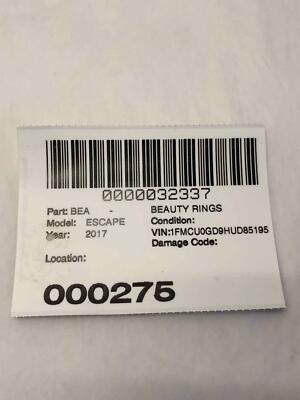 0000032337
Part: BEA - BEAUTY RINGS
Model: ESCAPE Condition:
Year: 2017 VIN:1FMCU0GD9HUD85195
Damage Code:
Location:
000275